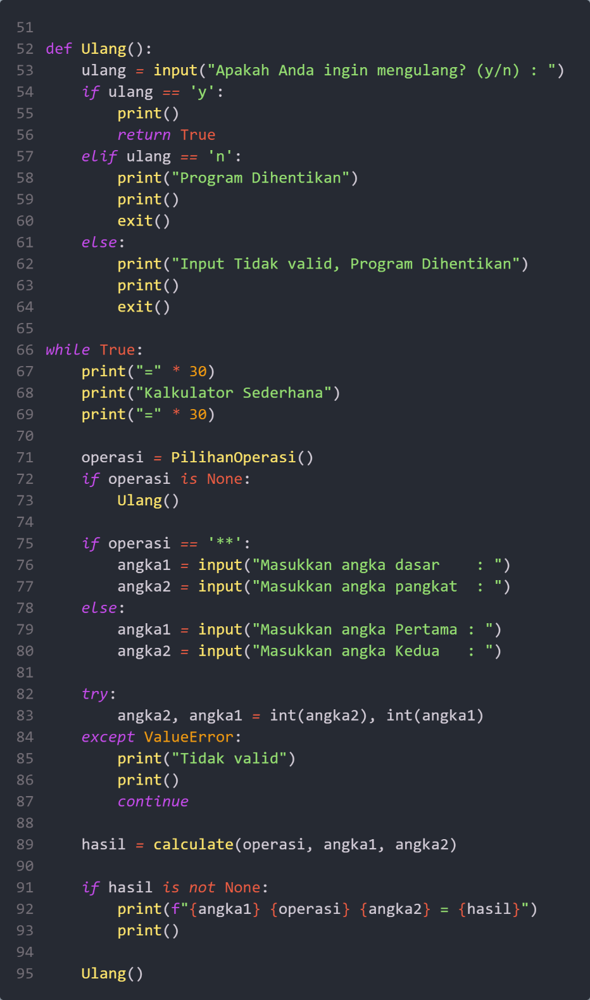 51
52 def Ulang():
53     ulang = input("Apakah Anda ingin mengulang? (y/n) : ")
54     if ulang == 'y':
55         print()
56         return True
57     elif ulang == 'n':
58         print("Program Dihentikan")
59         print()
60         exit()
61     else:
62         print("Input Tidak valid, Program Dihentikan")
63         print()
64         exit()
65
66 while True:
67     print("=" * 30)
68     print("Kalkulator Sederhana")
69     print("=" * 30)
70
71     operasi = PilihanOperasi()
72     if operasi is None:
73         Ulang()
74
75     if operasi == '**':
76         angka1 = input("Masukkan angka dasar    : ")
77         angka2 = input("Masukkan angka pangkat  : ")
78     else:
79         angka1 = input("Masukkan angka Pertama : ")
80         angka2 = input("Masukkan angka Kedua   : ")
81
82     try:
83         angka2, angka1 = int(angka2), int(angka1)
84     except ValueError:
85         print("Tidak valid")
86         print()
87         continue
88
89     hasil = calculate(operasi, angka1, angka2)
90
91     if hasil is not None:
92         print(f"{angka1} {operasi} {angka2} = {hasil}")
93         print()
94
95     Ulang()